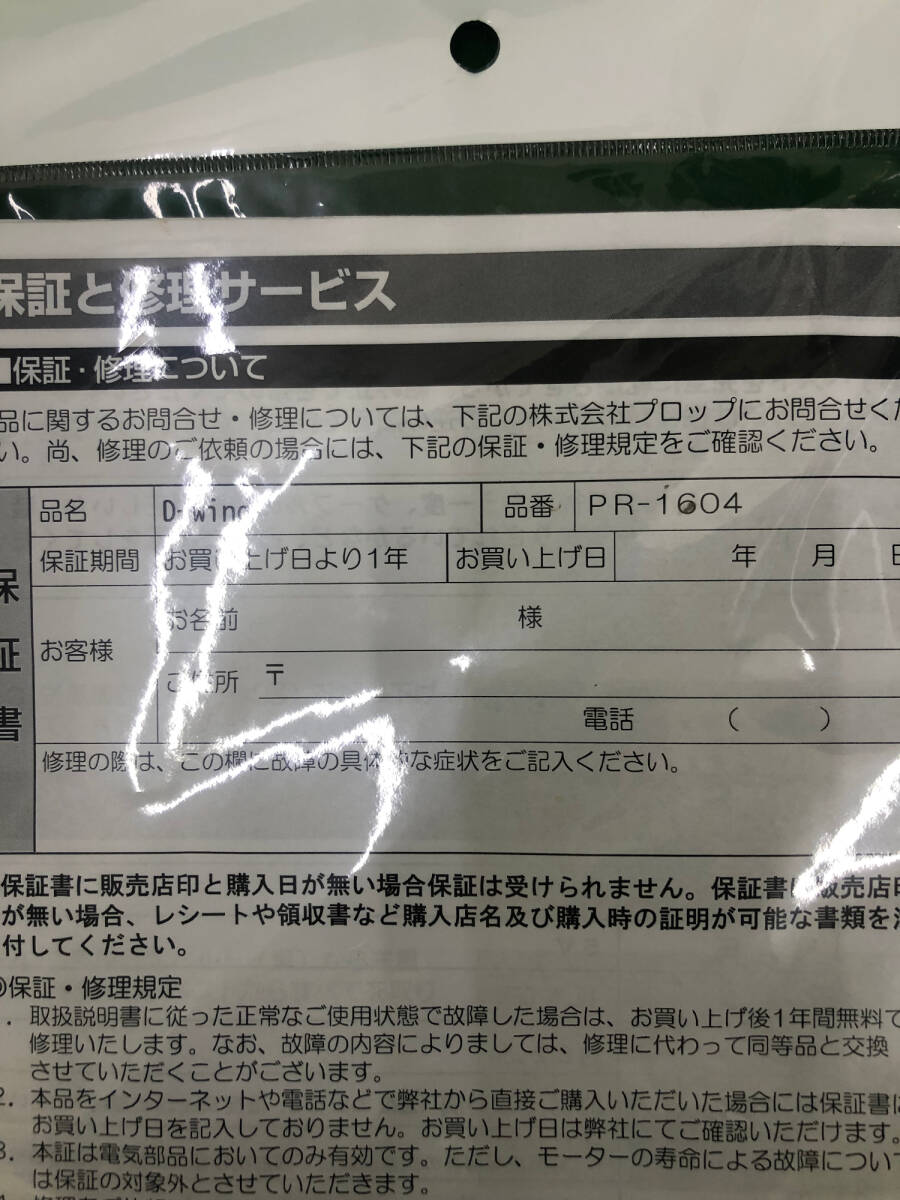 保証と修理サービス
■保証・修理について
品に関するお問合せ・修理については、下記の株式会社プロップにお問合せくだ
い。尚、修理のご依頼の場合には、下記の保証・修理規定をご確認ください。
保証書
品名 D-wing 品番 PR-1604
保証期間 お買い上げ日より1年 お買い上げ日 年 月 日
お客様
お名前 様
ご住所 〒
電話 ( )
修理の際は、この欄に故障の具体的な症状をご記入ください。
保証書に販売店印と購入日が無い場合保証は受けられません。保証書に販売店印
が無い場合、レシートや領収書など購入店名及び購入時の証明が可能な書類を添
付してください。
◎保証・修理規定
1. 取扱説明書に従った正常なご使用状態で故障した場合は、お買い上げ後1年間無料で
修理いたします。なお、故障の内容によりましては、修理に代わって同等品と交換
させていただくことがございます。
2. 本品をインターネットや電話などで弊社から直接ご購入いただいた場合には保証書に
お買い上げ日を記入しておりません。お買い上げ日は弊社にてご確認いただけます。
3. 本証は電気部品においてのみ有効です。ただし、モーターの寿命による故障について
は保証の対象外とさせていただきます。